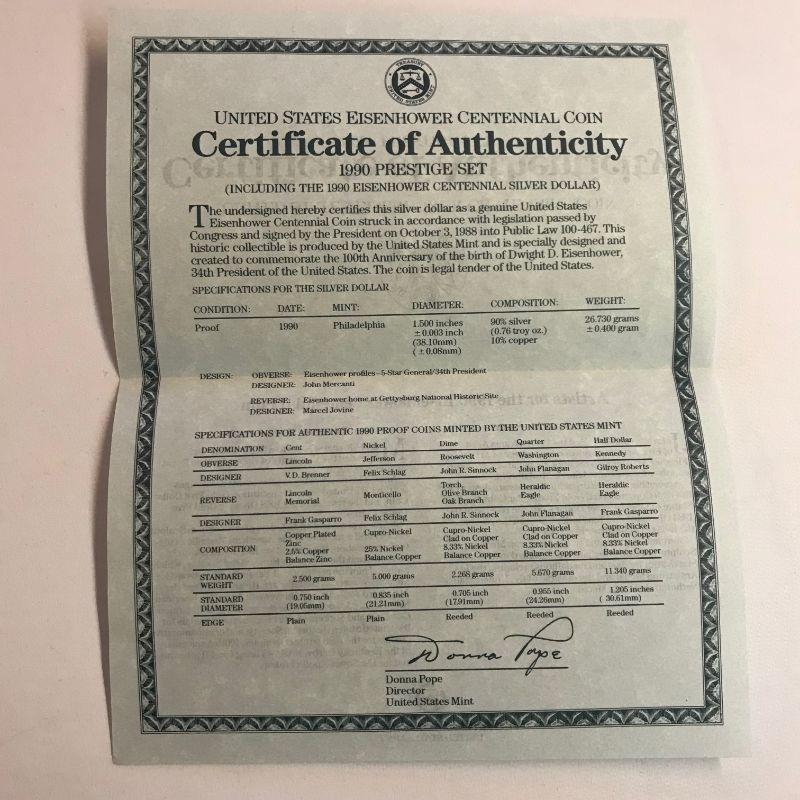 TREASURY
UNITED STATES MINT
UNITED STATES EISENHOWER CENTENNIAL COIN
Certificate of Authenticity
1990 PRESTIGE SET
(INCLUDING THE 1990 EISENHOWER CENTENNIAL SILVER DOLLAR)
The undersigned hereby certifies this silver dollar as a genuine United States
Eisenhower Centennial Coin struck in accordance with legislation passed by
Congress and signed by the President on October 3, 1988 into Public Law 100-467. This
historic collectible is produced by the United States Mint and is specially designed and
created to commemorate the 100th Anniversary of the birth of Dwight D. Eisenhower,
34th President of the United States. The coin is legal tender of the United States.
SPECIFICATIONS FOR THE SILVER DOLLAR
CONDITION: DATE: MINT: DIAMETER: COMPOSITION: WEIGHT:
Proof 1990 Philadelphia 1.500 inches 90% silver 26.730 grams
±0.003 inch (0.76 troy oz.) ±0.400 gram
(38.10mm) 10% copper
(±0.08mm)
DESIGN: OBVERSE: Eisenhower profiles–5-Star General/34th President
DESIGNER: John Mercanti
REVERSE: Eisenhower home at Gettysburg National Historic Site
DESIGNER: Marcel Jovine
SPECIFICATIONS FOR AUTHENTIC 1990 PROOF COINS MINTED BY THE UNITED STATES MINT
DENOMINATION Cent Nickel Dime Quarter Half Dollar
OBVERSE Lincoln Jefferson Roosevelt Washington Kennedy
DESIGNER V.D. Brenner Felix Schlag John R. Sinnock John Flanagan Gilroy Roberts
REVERSE Lincoln Memorial Monticello Torch, Olive Branch Oak Branch Heraldic Eagle Heraldic Eagle
DESIGNER Frank Gasparro Felix Schlag John R. Sinnock John Flanagan Frank Gasparro
COMPOSITION Copper Plated Zinc 2.5% Copper Balance Zinc Cupro-Nickel 25% Nickel Balance Copper Cupro-Nickel Clad on Copper 8.33% Nickel Balance Copper Cupro-Nickel Clad on Copper 8.33% Nickel Balance Copper Cupro-Nickel Clad on Copper 8.33% Nickel Balance Copper
STANDARD WEIGHT 2.500 grams 5.000 grams 2.268 grams 5.670 grams 11.340 grams
STANDARD DIAMETER 0.750 inch (19.05mm) 0.835 inch (21.21mm) 0.705 inch (17.91mm) 0.955 inch (24.26mm) 1.205 inches (30.61mm)
EDGE Plain Plain Reeded Reeded Reeded
Donna Pope
Donna Pope
Director
United States Mint